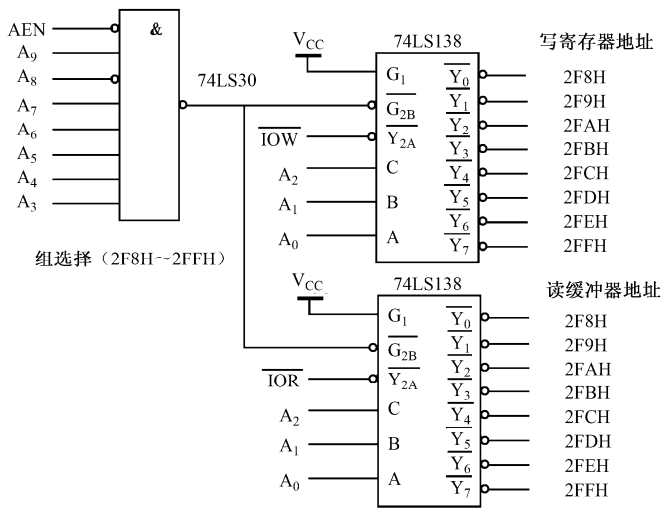 AEN
A9
A8
A7
A6
A5
A4
A3
&
74LS30
组选择（2F8H--2FFH）
VCC
74LS138
写寄存器地址
G1
G2B
IOW
Y2A
A2
C
A1
B
A0
A
Y0
2F8H
Y1
2F9H
Y2
2FAH
Y3
2FBH
Y4
2FCH
Y5
2FDH
Y6
2FEH
Y7
2FFH
VCC
74LS138
读缓冲器地址
G1
G2B
IOR
Y2A
A2
C
A1
B
A0
A
Y0
2F8H
Y1
2F9H
Y2
2FAH
Y3
2FBH
Y4
2FCH
Y5
2FDH
Y6
2FEH
Y7
2FFH